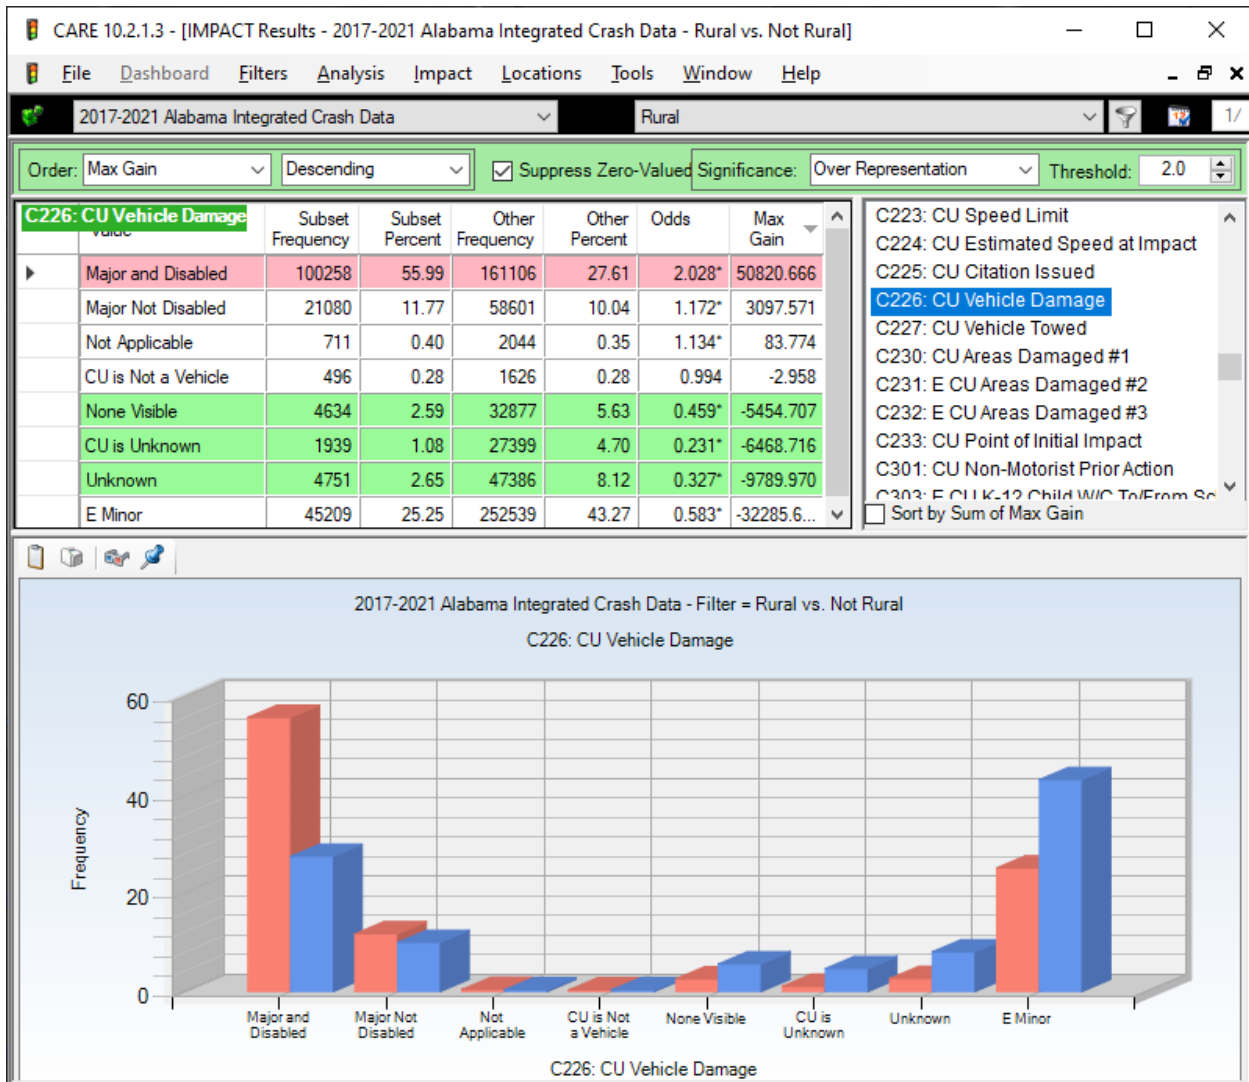 CARE 10.2.1.3 - [IMPACT Results - 2017-2021 Alabama Integrated Crash Data - Rural vs. Not Rural]
File Dashboard Filters Analysis Impact Locations Tools Window Help
2017-2021 Alabama Integrated Crash Data Rural 1/
Order: Max Gain Descending Suppress Zero-Valued Significance: Over Representation Threshold: 2.0
C226: CU Vehicle Damage
Value Subset Frequency Subset Percent Other Frequency Other Percent Odds Max Gain
Major and Disabled 100258 55.99 161106 27.61 2.028* 50820.666
Major Not Disabled 21080 11.77 58601 10.04 1.172* 3097.571
Not Applicable 711 0.40 2044 0.35 1.134* 83.774
CU is Not a Vehicle 496 0.28 1626 0.28 0.994 -2.958
None Visible 4634 2.59 32877 5.63 0.459* -5454.707
CU is Unknown 1939 1.08 27399 4.70 0.231* -6468.716
Unknown 4751 2.65 47386 8.12 0.327* -9789.970
E Minor 45209 25.25 252539 43.27 0.583* -32285.6...
C223: CU Speed Limit
C224: CU Estimated Speed at Impact
C225: CU Citation Issued
C226: CU Vehicle Damage
C227: CU Vehicle Towed
C230: CU Areas Damaged #1
C231: E CU Areas Damaged #2
C232: E CU Areas Damaged #3
C233: CU Point of Initial Impact
C301: CU Non-Motorist Prior Action
C303: E CU K-12 Child W/C To/From Sc
Sort by Sum of Max Gain
2017-2021 Alabama Integrated Crash Data - Filter = Rural vs. Not Rural
C226: CU Vehicle Damage
Frequency
60
40
20
0
Major and Disabled
Major Not Disabled
Not Applicable
CU is Not a Vehicle
None Visible
CU is Unknown
Unknown
E Minor
C226: CU Vehicle Damage